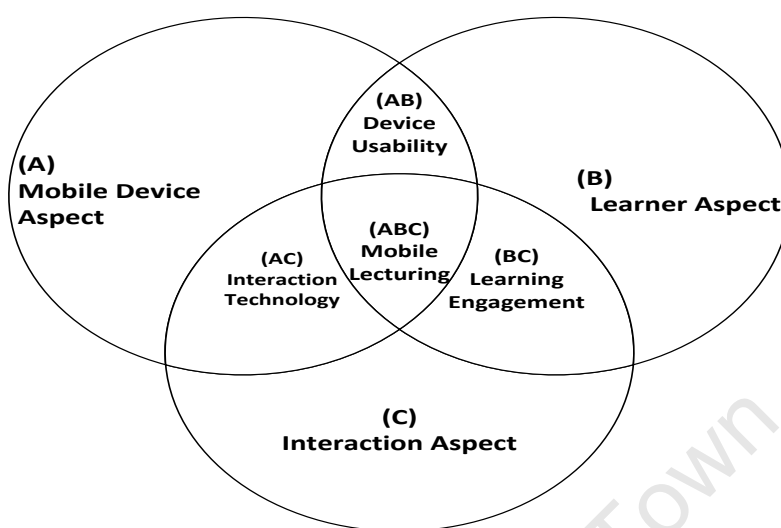 (AB)
Device
Usability
(A)
Mobile Device
Aspect
(B)
Learner Aspect
(ABC)
Mobile
Lecturing
(AC)
Interaction
Technology
(BC)
Learning
Engagement
(C)
Interaction Aspect
Town